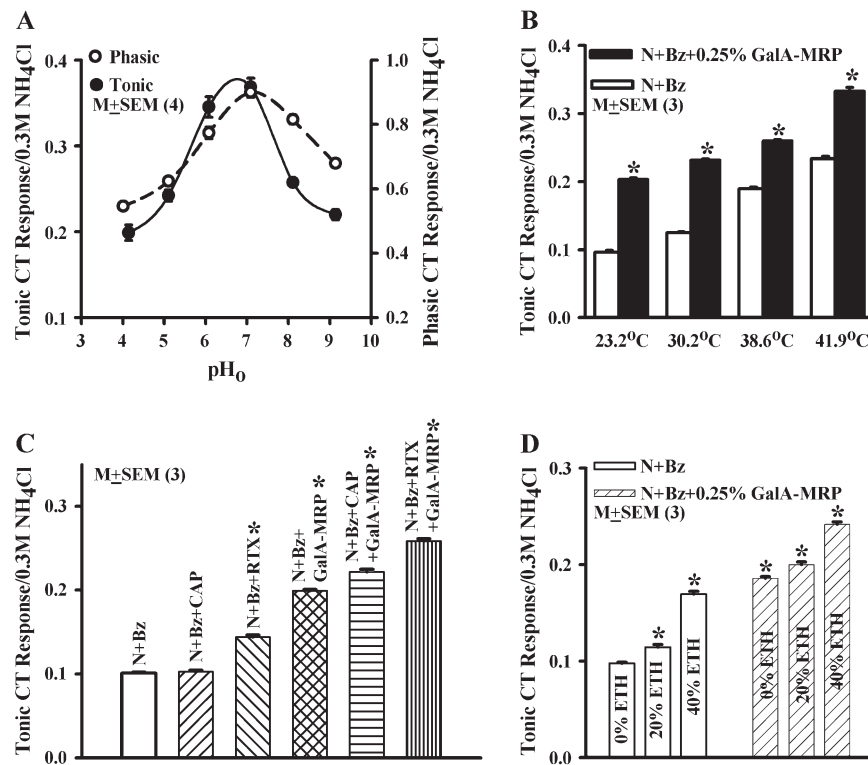 A
Tonic CT Response/0.3M NH4Cl
Phasic CT Response/0.3M NH4Cl
0.4
0.3
0.2
0.1
1.0
0.8
0.6
0.4
0.2
Phasic
Tonic
M+SEM (4)
3 4 5 6 7 8 9 10
pHo
B
Tonic CT Response/0.3M NH4Cl
0.4
0.3
0.2
0.1
0.0
N+Bz+0.25% GalA-MRP
N+Bz
M+SEM (3)
* * * *
23.2°C 30.2°C 38.6°C 41.9°C
C
Tonic CT Response/0.3M NH4Cl
0.3
0.2
0.1
0.0
M+SEM (3)
N+Bz
N+Bz+CAP
N+Bz+RTX*
N+Bz+
GalA-MRP*
N+Bz+CAP
+GalA-MRP*
N+Bz+RTX
+GalA-MRP*
D
Tonic CT Response/0.3M NH4Cl
0.3
0.2
0.1
0.0
N+Bz
N+Bz+0.25% GalA-MRP
M+SEM (3)
* * * * *
0% ETH
20% ETH
40% ETH
0% ETH
20% ETH
40% ETH